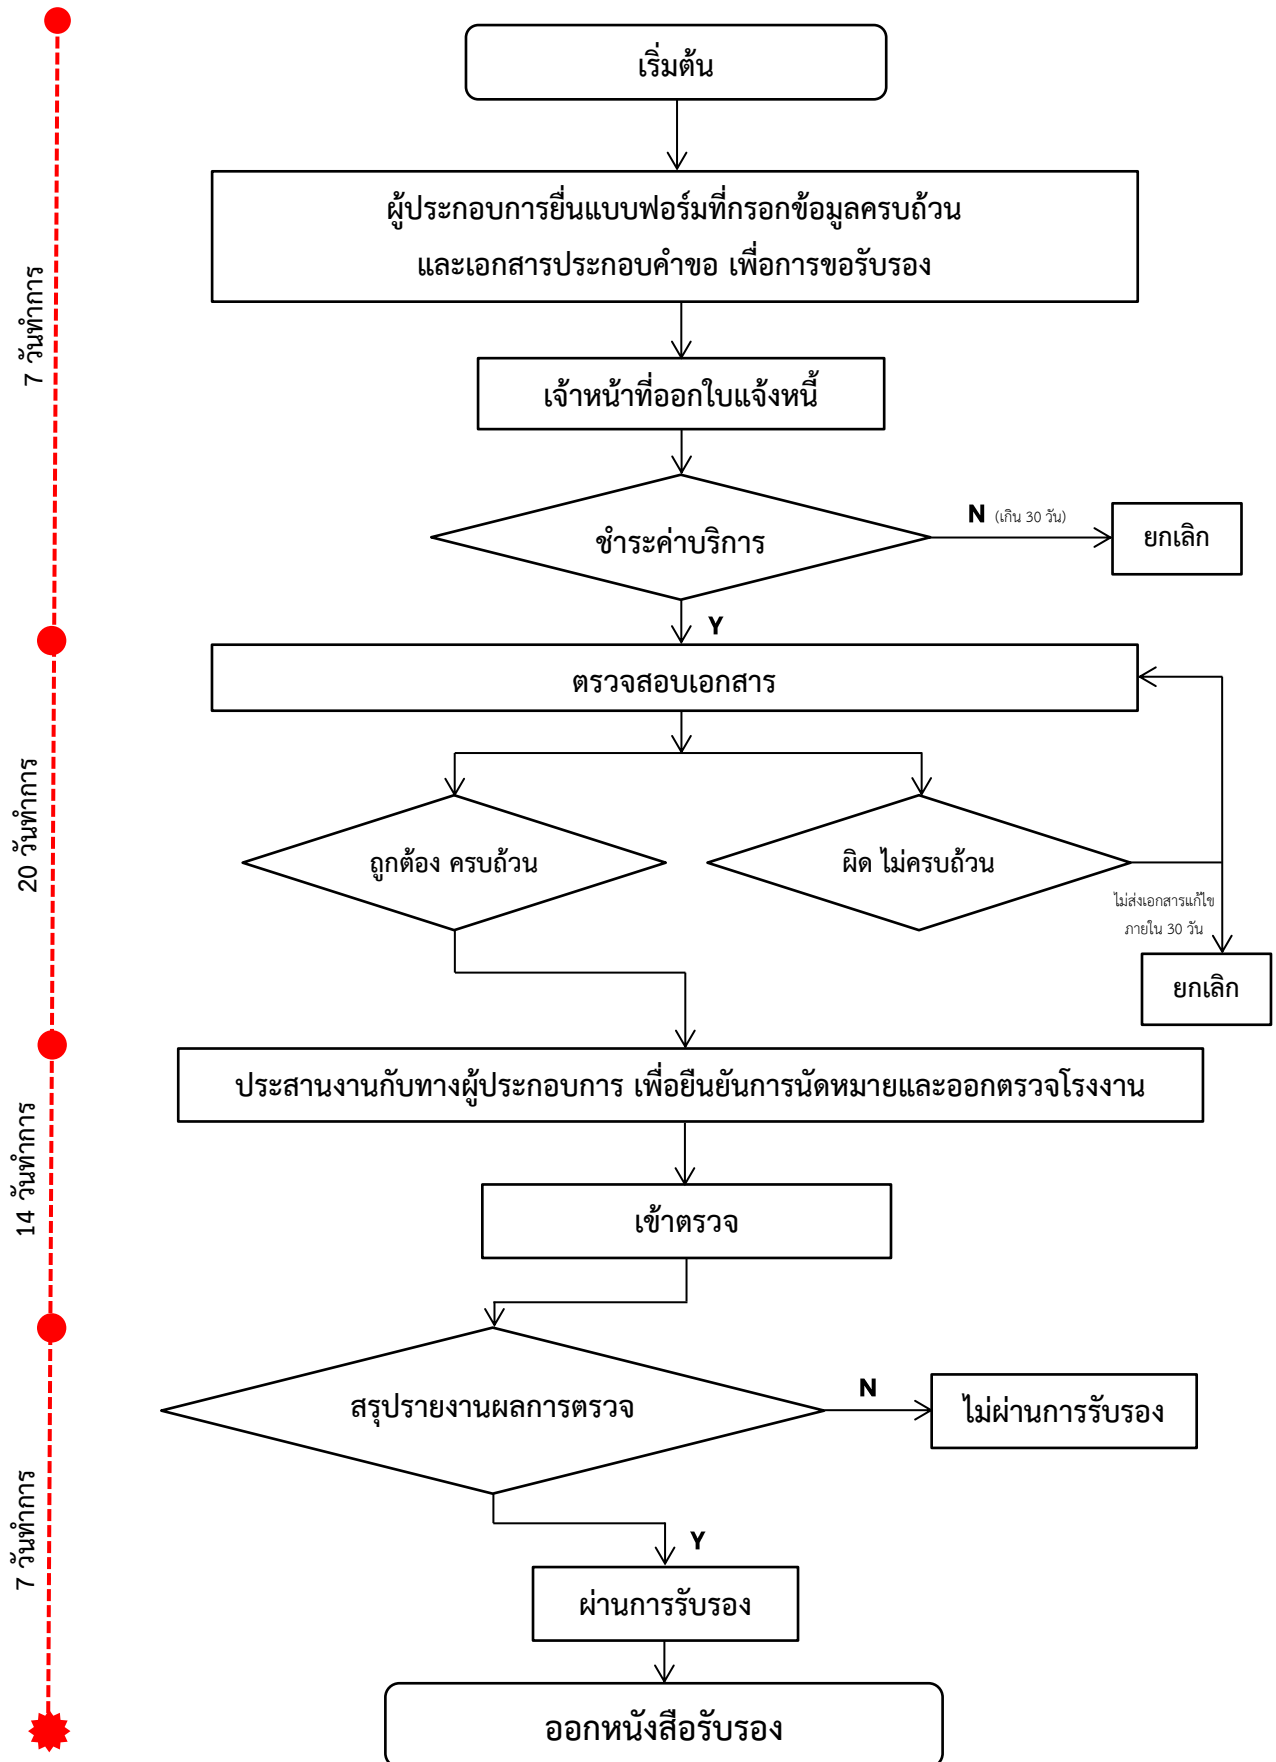 เริ่มต้น
ผู้ประกอบการยื่นแบบฟอร์มที่กรอกข้อมูลครบถ้วน
และเอกสารประกอบคำขอ เพื่อการขอรับรอง
7 วันทำการ
เจ้าหน้าที่ออกใบแจ้งหนี้
ชำระค่าบริการ
N (เกิน 30 วัน)
ยกเลิก
Y
ตรวจสอบเอกสาร
20 วันทำการ
ถูกต้อง ครบถ้วน
ผิด ไม่ครบถ้วน
ไม่ส่งเอกสารแก้ไข
ภายใน 30 วัน
ยกเลิก
ประสานงานกับทางผู้ประกอบการ เพื่อยืนยันการนัดหมายและออกตรวจโรงงาน
14 วันทำการ
เข้าตรวจ
สรุปรายงานผลการตรวจ
N
ไม่ผ่านการรับรอง
7 วันทำการ
Y
ผ่านการรับรอง
ออกหนังสือรับรอง